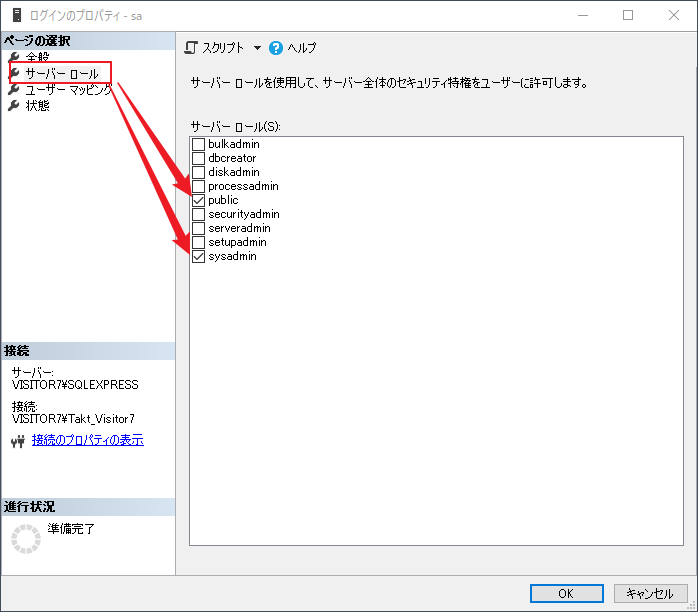 ログインのプロパティ - sa
ページの選択
全般
サーバー ロール
ユーザー マッピング
状態
接続
サーバー:
VISITOR7¥SQLEXPRESS
接続:
VISITOR7¥Takt_Visitor7
接続のプロパティの表示
進行状況
準備完了
スクリプト
ヘルプ
サーバー ロールを使用して、サーバー全体のセキュリティ特権をユーザーに許可します。
サーバー ロール(S):
bulkadmin
dbcreator
diskadmin
processadmin
public
securityadmin
serveradmin
setupadmin
sysadmin
OK
キャンセル